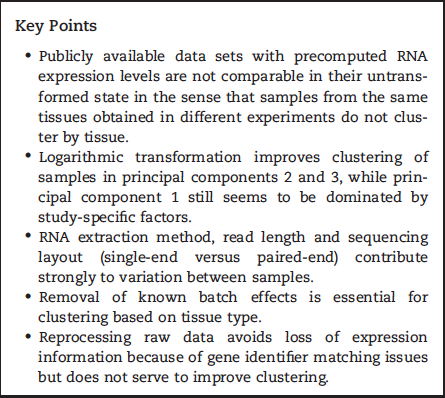 Key Points
• Publicly available data sets with precomputed RNA
expression levels are not comparable in their untrans-
formed state in the sense that samples from the same
tissues obtained in different experiments do not clus-
ter by tissue.
• Logarithmic transformation improves clustering of
samples in principal components 2 and 3, while prin-
cipal component 1 still seems to be dominated by
study-specific factors.
• RNA extraction method, read length and sequencing
layout (single-end versus paired-end) contribute
strongly to variation between samples.
• Removal of known batch effects is essential for
clustering based on tissue type.
• Reprocessing raw data avoids loss of expression
information because of gene identifier matching issues
but does not serve to improve clustering.